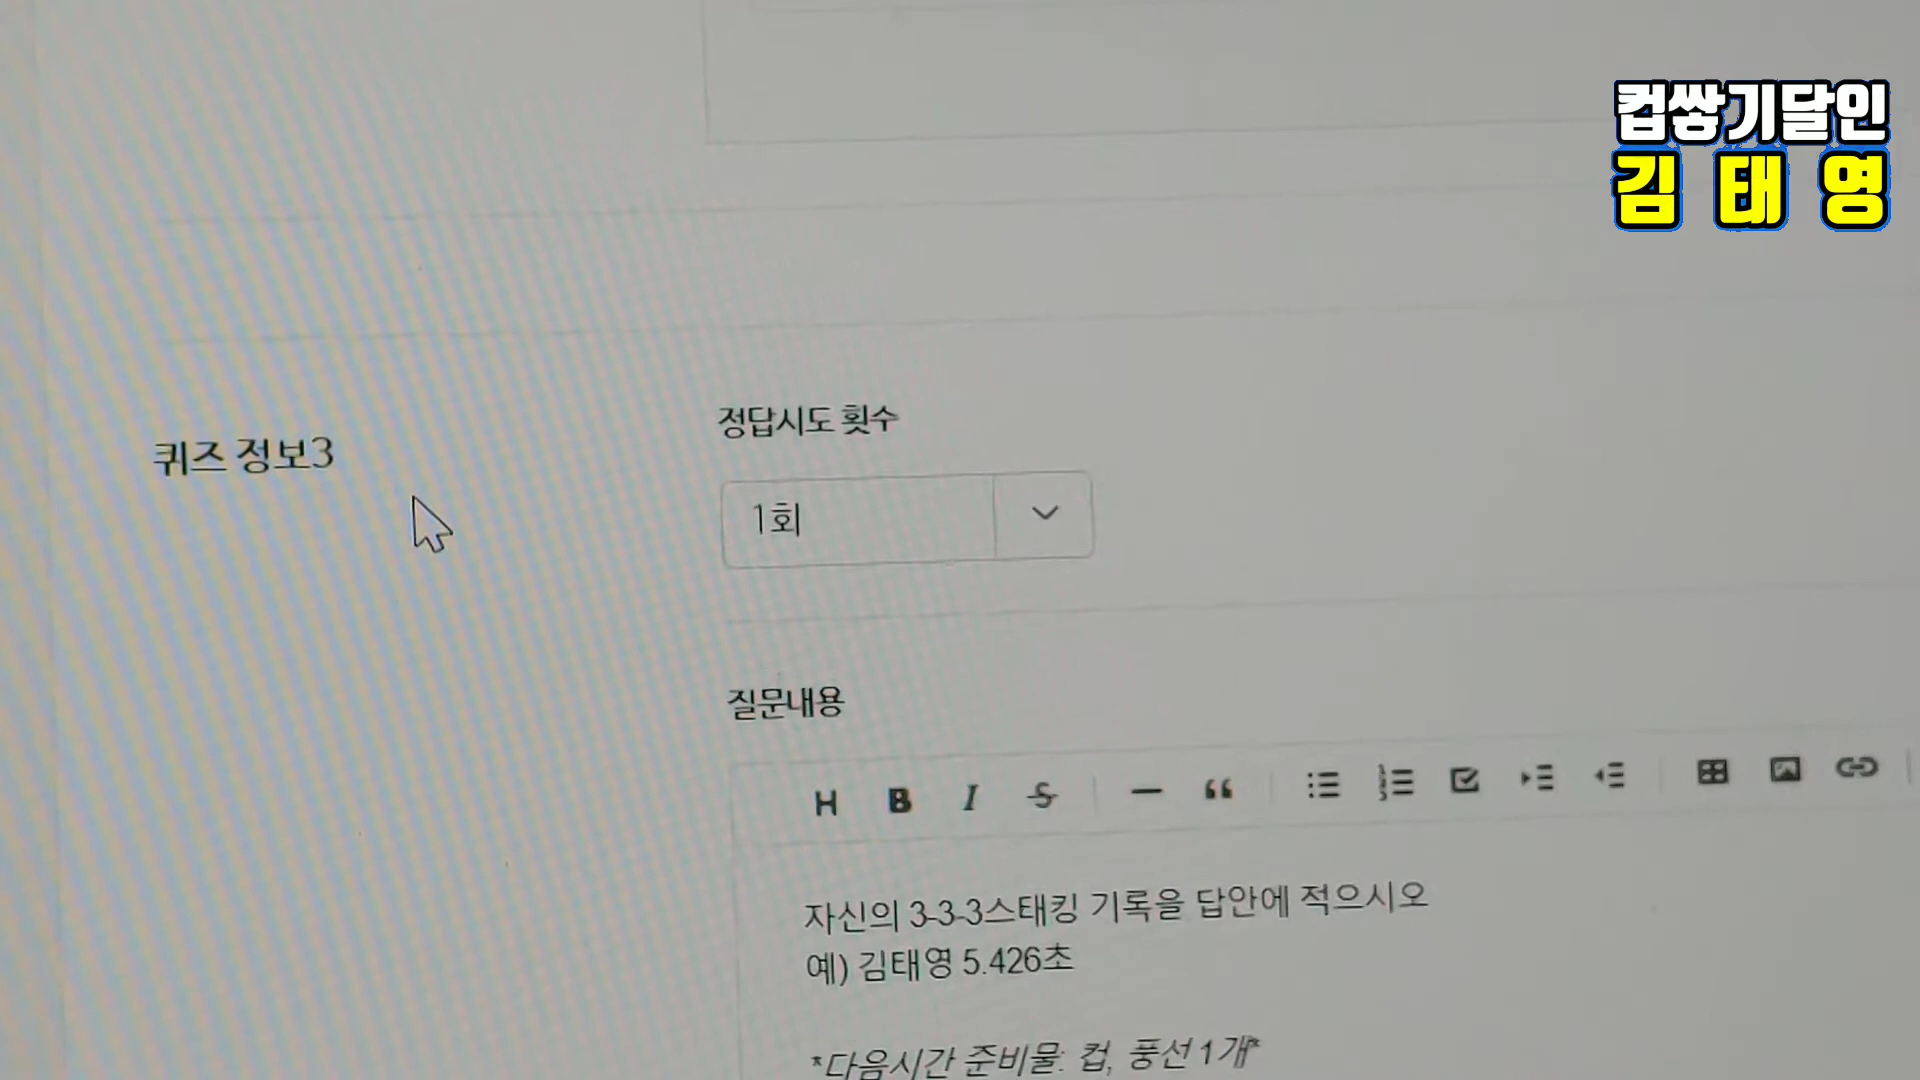 컵쌓기달인
김태영
정답시도 횟수
퀴즈 정보3
1회
질문내용
H B I S
자신의 3-3-3스태킹 기록을 답안에 적으시오
예) 김태영 5.426초
*다음시간 준비물: 컵, 풍선 1개*